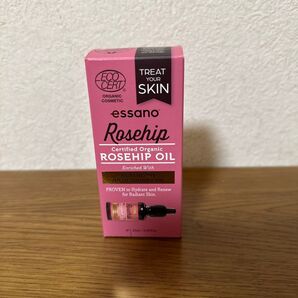 TREAT
YOUR
SKIN
ECO
CERT
ORGANIC
COSMETIC
essano
Rosehip
Certified Organic
ROSEHIP OIL
Enriched With
PROVEN to Hydrate and Renew
for Radiant Skin.